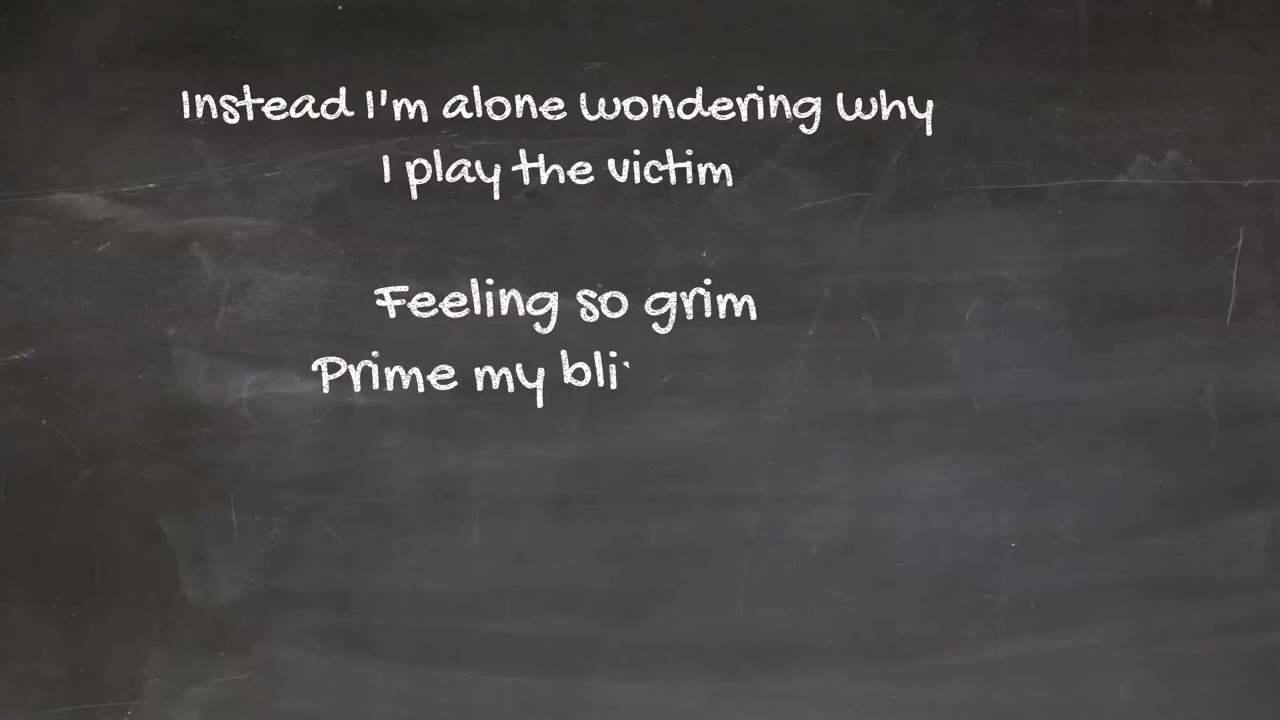 Instead I'm alone wondering why
I play the victim
Feeling so grim
Prime my bli